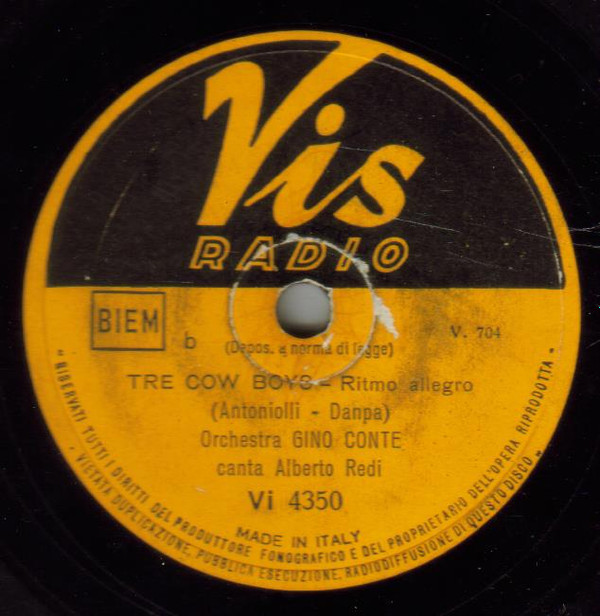 Vis
RADIO
BIEM
b
V. 704
(Depos. a norma di legge)
TRE COW BOYS - Ritmo allegro
(Antoniolli - Danpa)
Orchestra GINO CONTE
canta Alberto Redi
Vi 4350
MADE IN ITALY
- RISERVATI TUTTI I DIRITTI DEL PRODUTTORE FONOGRAFICO E DEL PROPRIETARIO DELL'OPERA RIPRODOTTA -
- VIETATA DUPLICAZIONE, PUBBLICA ESECUZIONE, RADIODIFFUSIONE DI QUESTO DISCO -